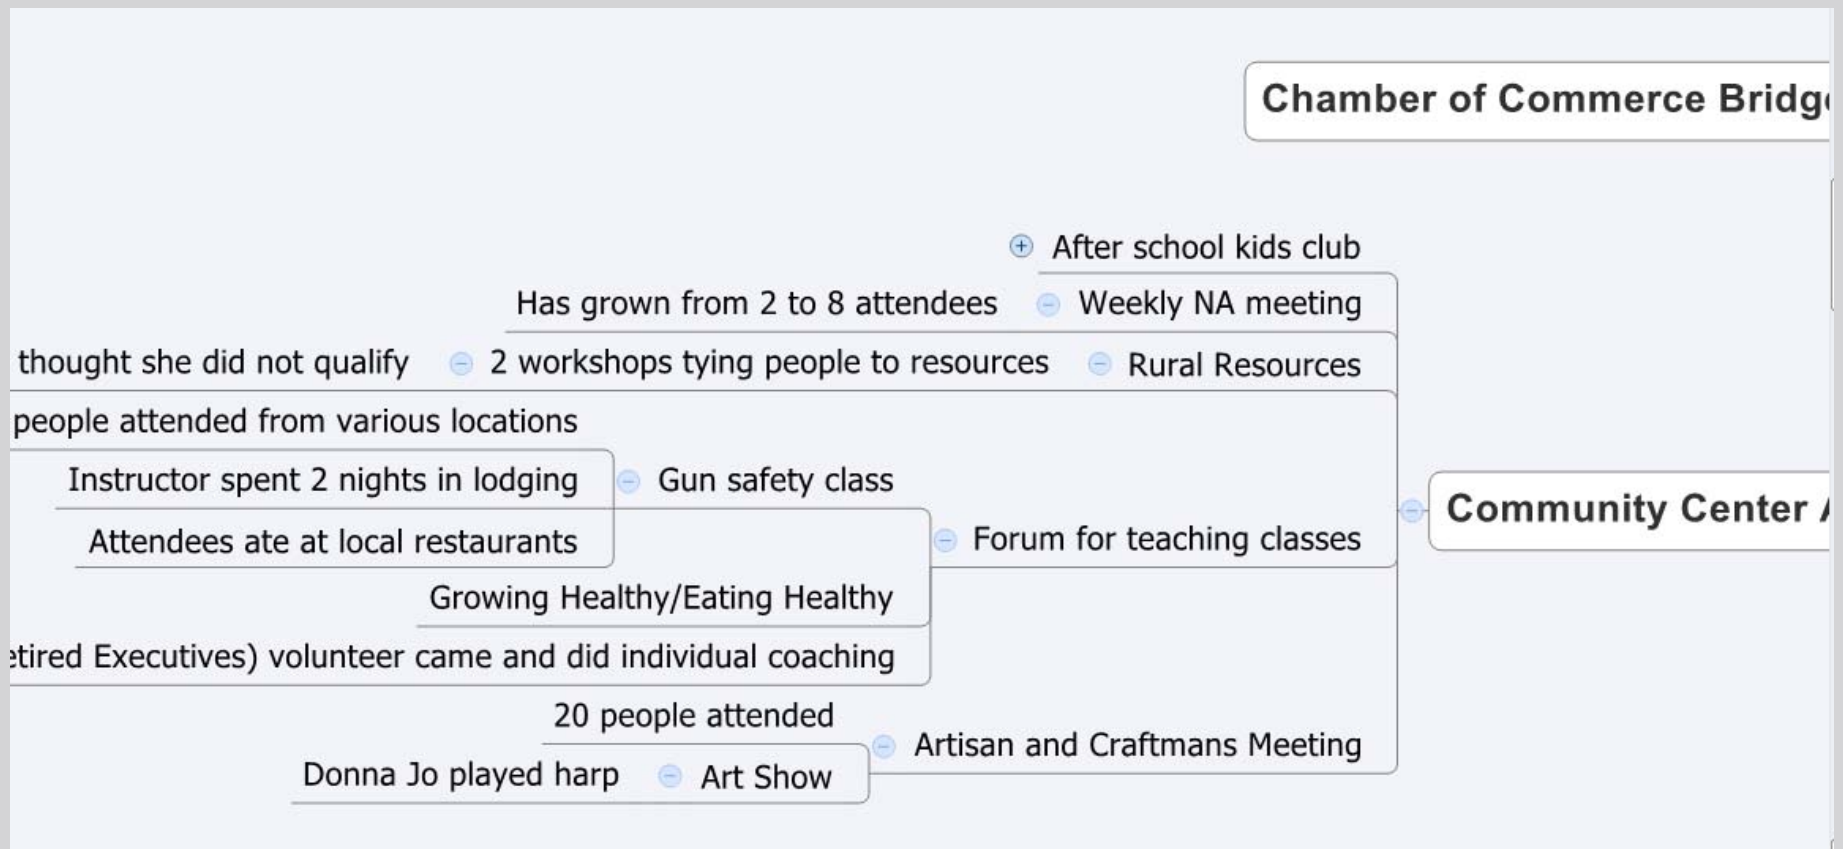 Chamber of Commerce
After school kids club
Has grown from 2 to 8 attendees Weekly NA meeting
thought she did not qualify 2 workshops tying people to resources Rural Resources
people attended from various locations
Instructor spent 2 nights in lodging Gun safety class
Community Center
Attendees ate at local restaurants Forum for teaching classes
Growing Healthy/Eating Healthy
Executives) volunteer came and did individual coaching
20 people attended
Artisan and Craftmans Meeting
Donna Jo played harp Art Show